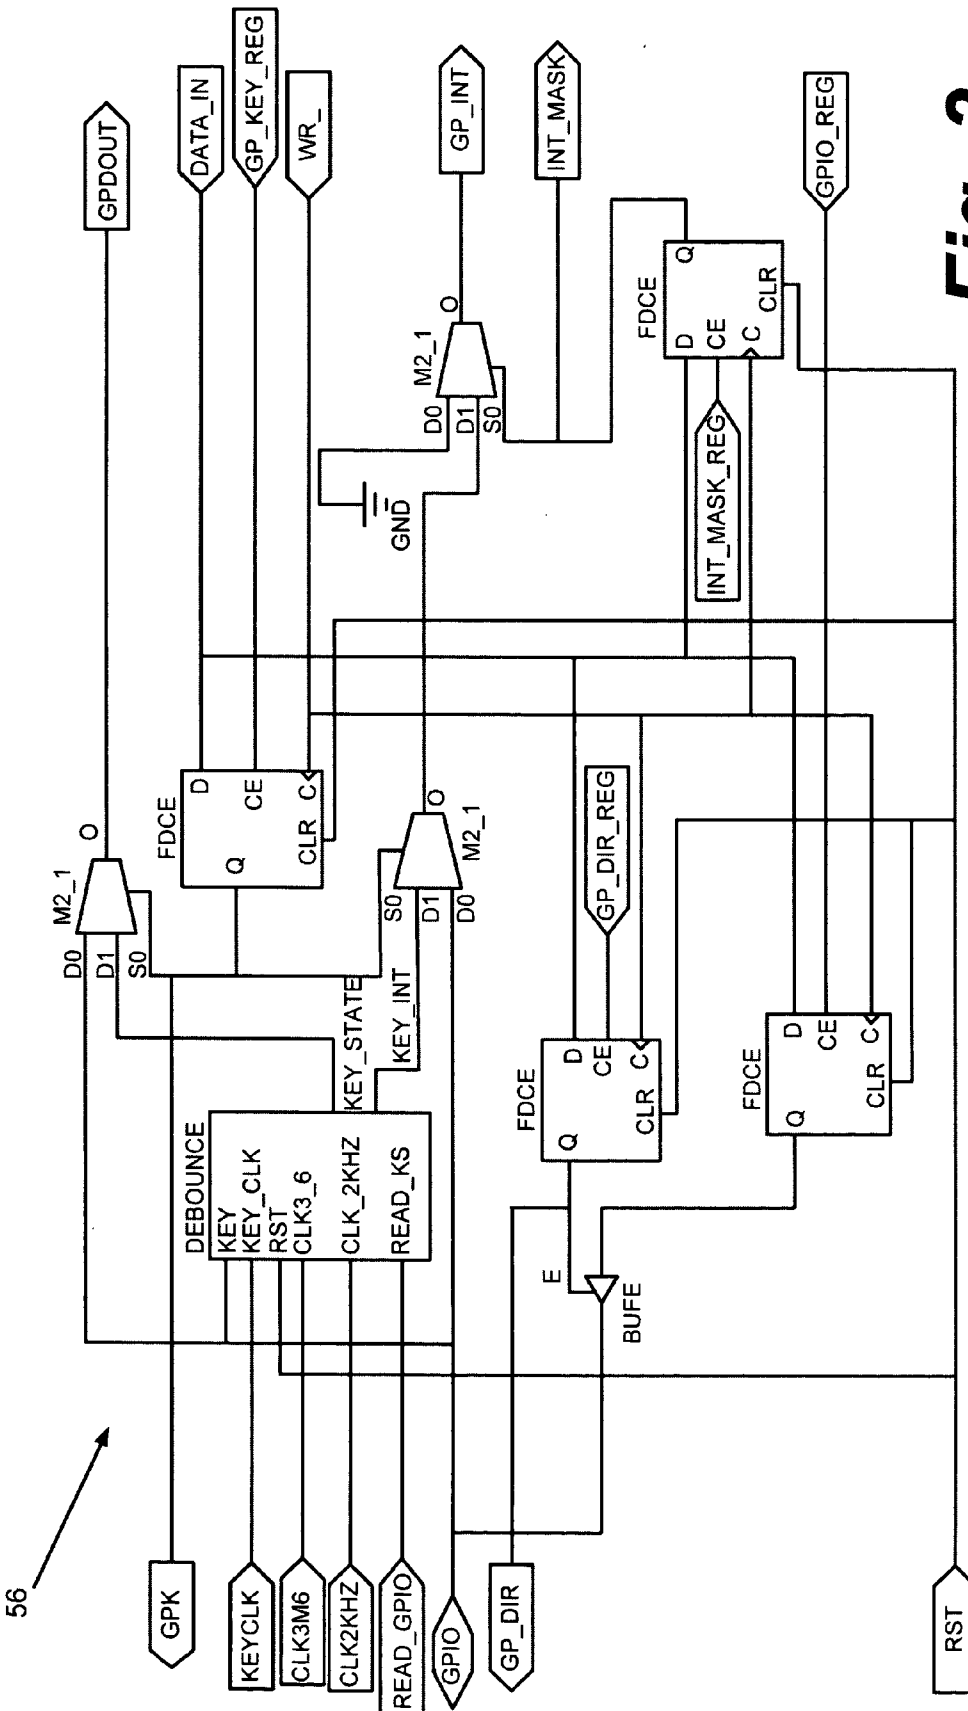 56
GPK
KEYCLK
CLK3M6
CLK2KHZ
READ_GPIO
GPIO
GP_DIR
RST
DEBOUNCE
KEY
KEY_CLK
RST
CLK3_6
CLK_2KHZ
READ_KS
KEY_STATE
KEY_INT
M2_1
D0
D1
S0
O
GPDOUT
FDCE
Q
D
CE
C
CLR
DATA_IN
GP_KEY_REG
WR_
S0
D1
D0
M2_1
O
GND
M2_1
D0
D1
S0
O
GP_INT
INT_MASK
FDCE
D
CE
C
Q
CLR
INT_MASK_REG
GPIO_REG
E
BUFE
FDCE
Q
D
CE
C
CLR
GP_DIR_REG
FDCE
Q
D
CE
C
CLR